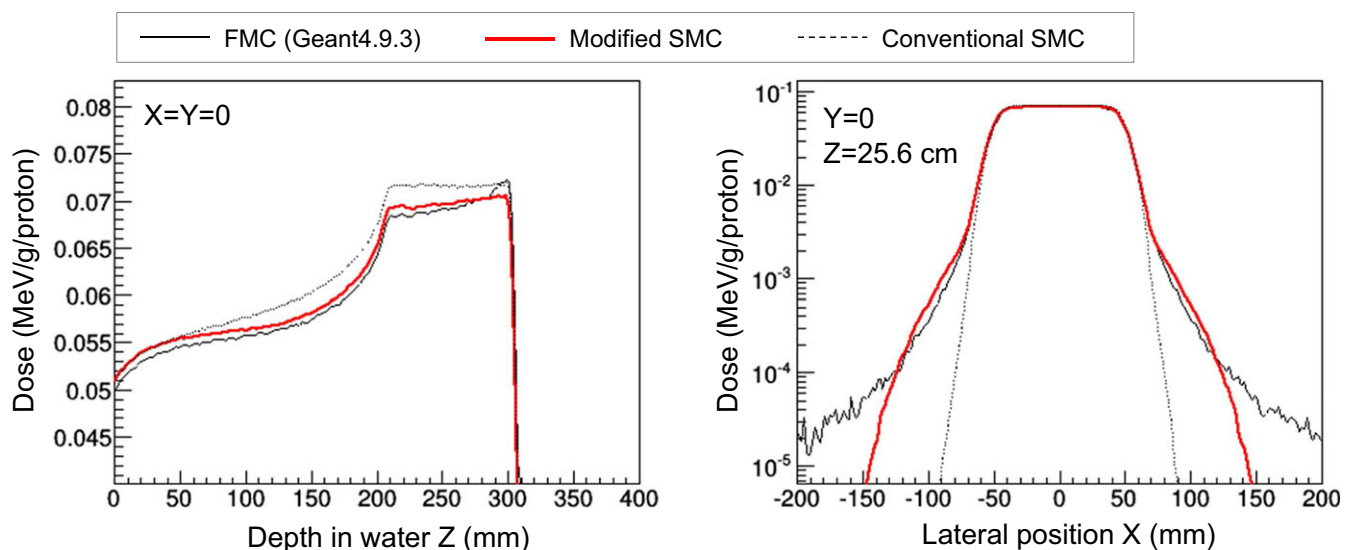 FMC (Geant4.9.3) Modified SMC Conventional SMC
X=Y=0
Dose (MeV/g/proton)
0.08
0.075
0.07
0.065
0.06
0.055
0.05
0.045
0 50 100 150 200 250 300 350 400
Depth in water Z (mm)
Y=0
Z=25.6 cm
Dose (MeV/g/proton)
10-1
10-2
10-3
10-4
10-5
-200 -150 -100 -50 0 50 100 150 200
Lateral position X (mm)